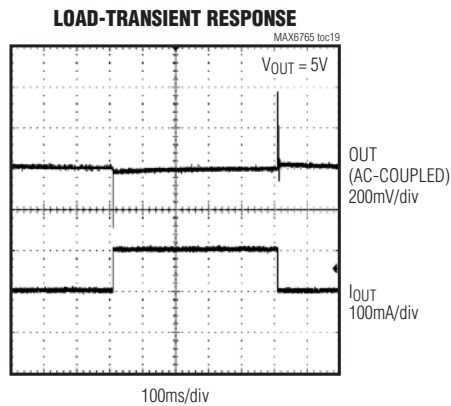 LOAD-TRANSIENT RESPONSE
MAX6765 toc19
VOUT = 5V
OUT
(AC-COUPLED)
200mV/div
IOUT
100mA/div
100ms/div